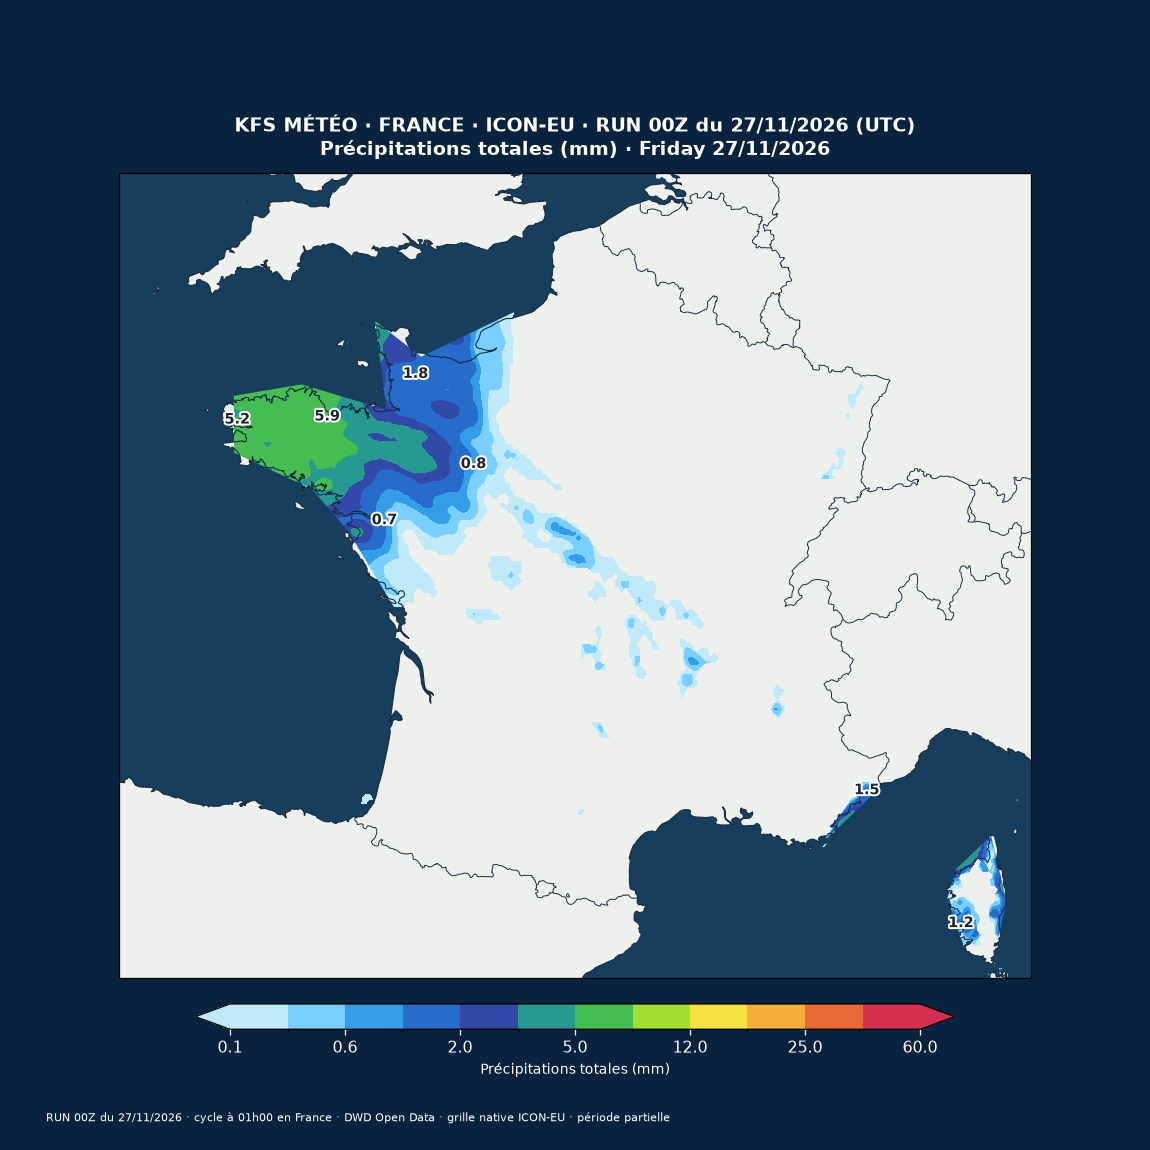 KFS MÉTÉO · FRANCE · ICON-EU · RUN 00Z du 27/11/2026 (UTC)
Précipitations totales (mm) · Friday 27/11/2026
1.8
5.2
5.9
0.8
0.7
1.5
1.2
0.1 0.6 2.0 5.0 12.0 25.0 60.0
Précipitations totales (mm)
RUN 00Z du 27/11/2026 · cycle à 01h00 en France · DWD Open Data · grille native ICON-EU · période partielle